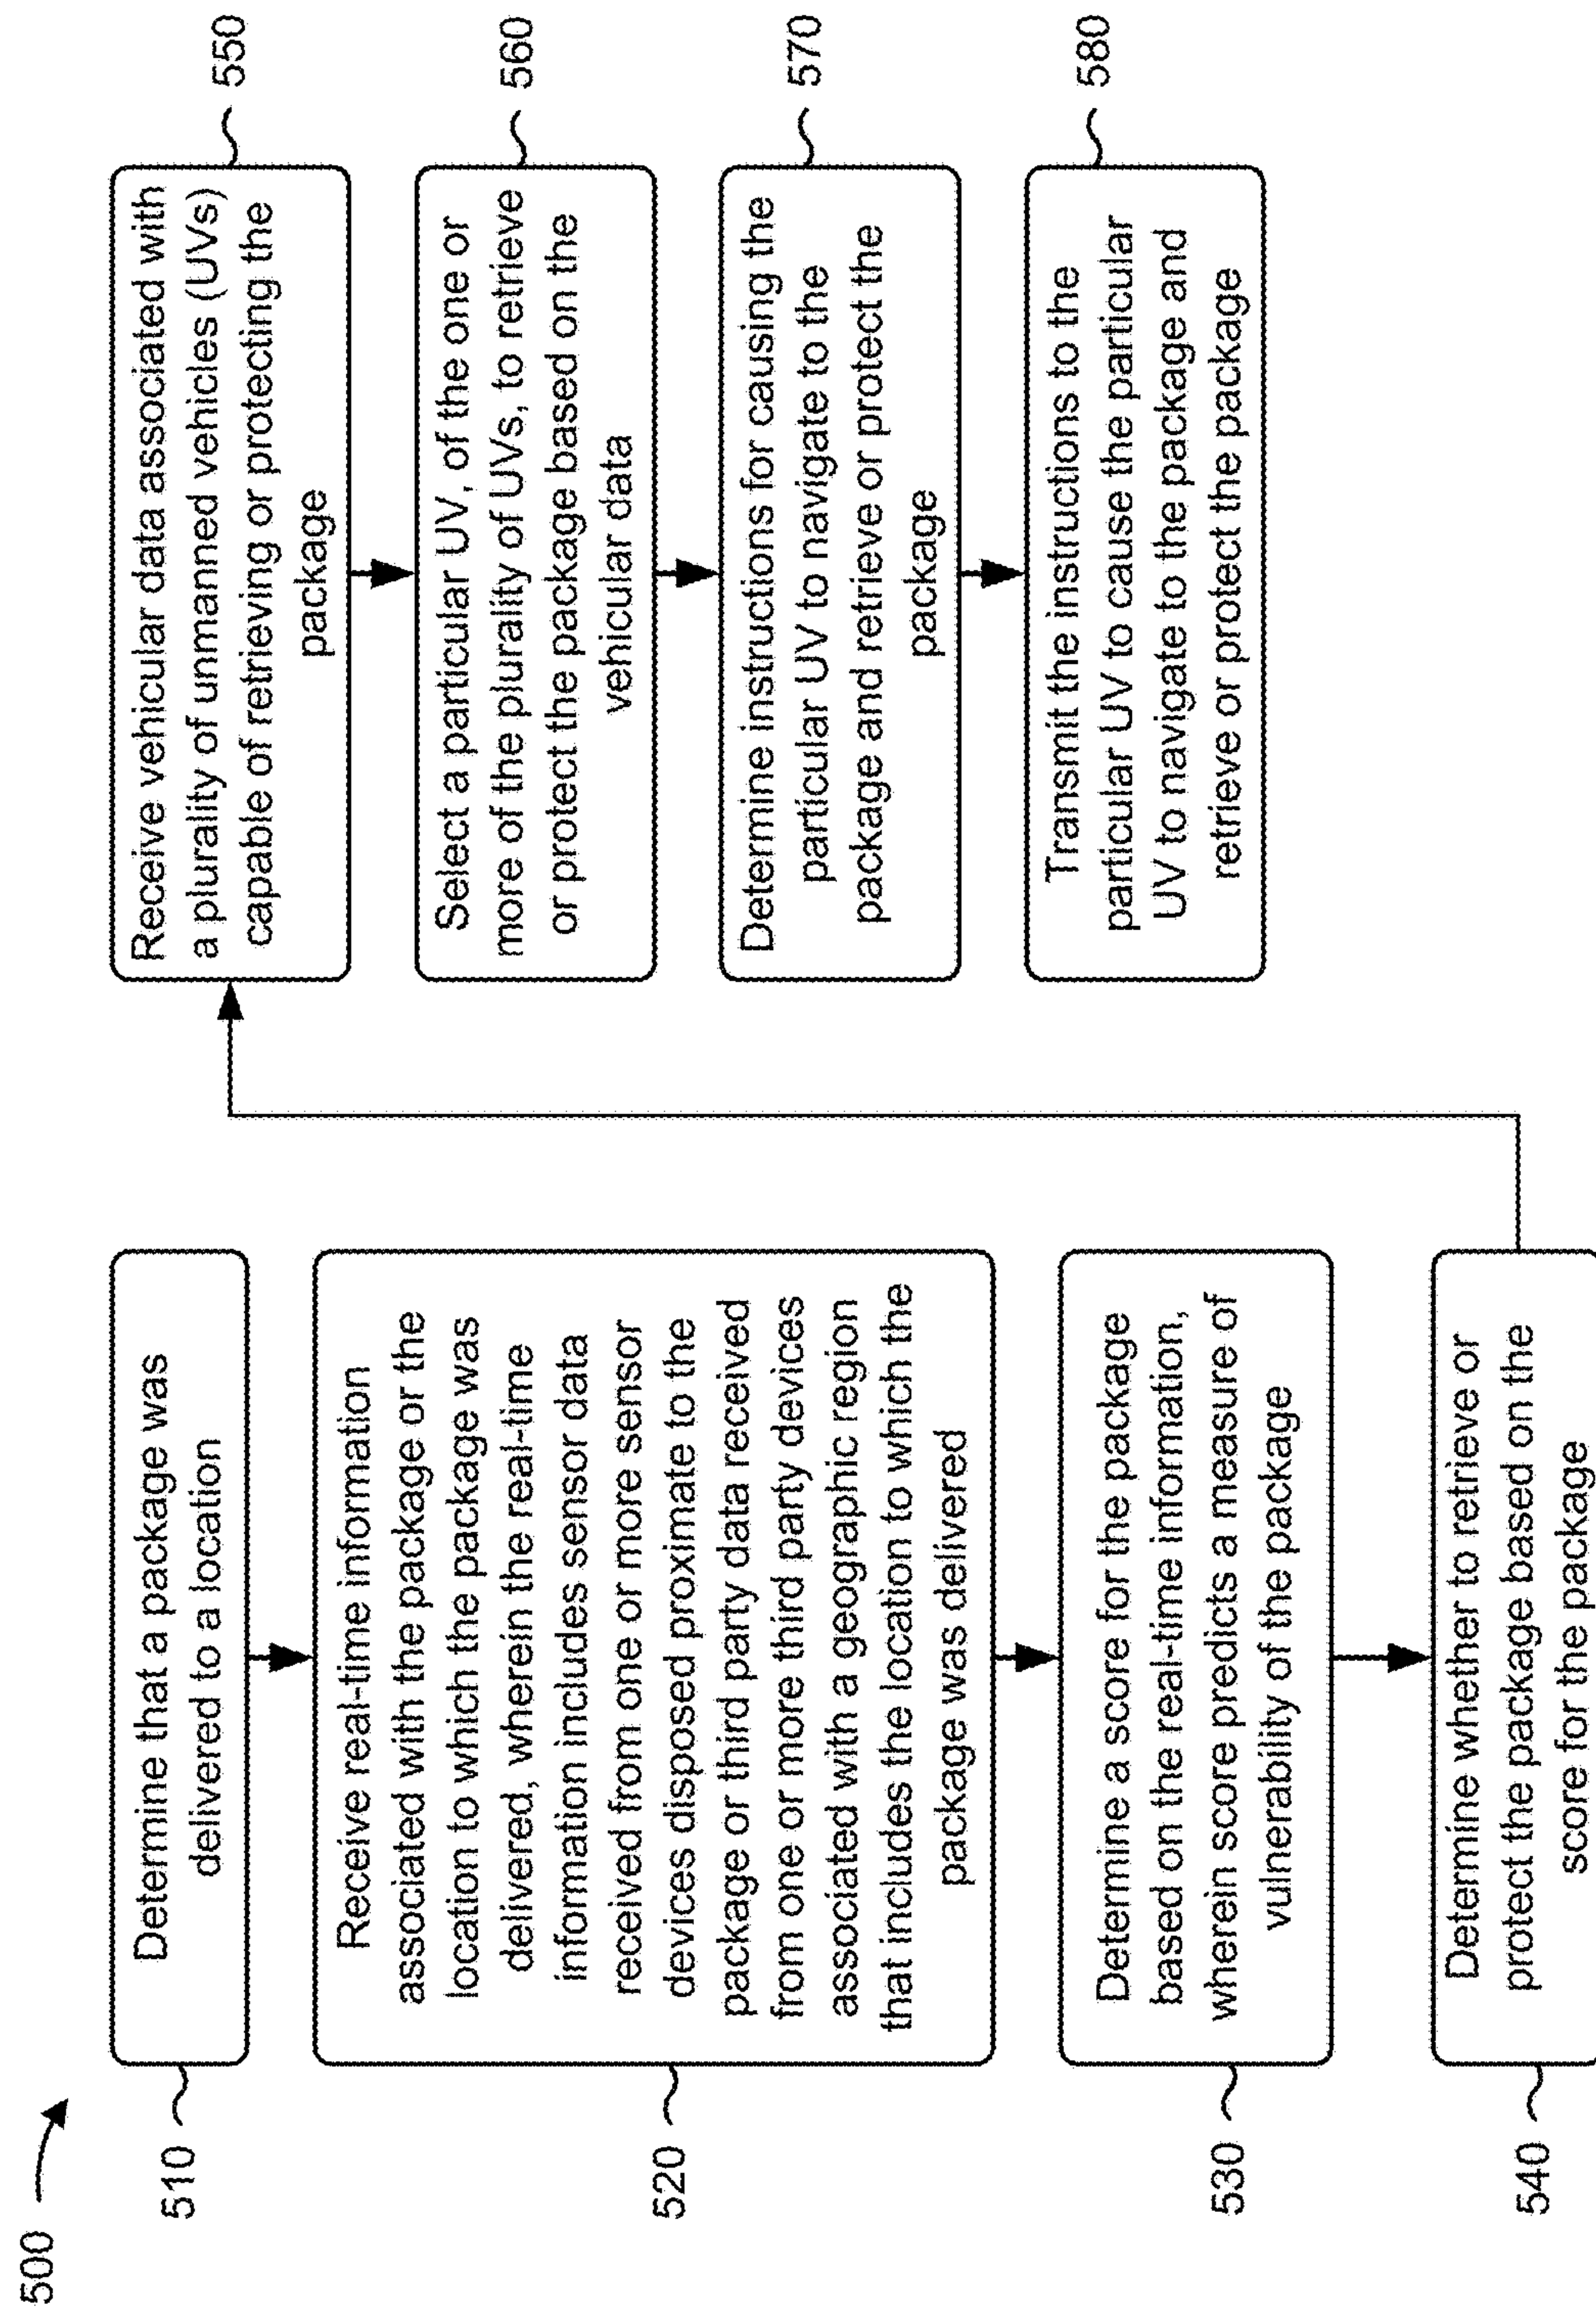 500
510
Determine that a package was
delivered to a location
520
Receive real-time information
associated with the package or the
location to which the package was
delivered, wherein the real-time
information includes sensor data
received from one or more sensor
devices disposed proximate to the
package or third party data received
from one or more third party devices
associated with a geographic region
that includes the location to which the
package was delivered
530
Determine a score for the package
based on the real-time information,
wherein score predicts a measure of
vulnerability of the package
540
Determine whether to retrieve or
protect the package based on the
score for the package
550
Receive vehicular data associated with
a plurality of unmanned vehicles (UVs)
capable of retrieving or protecting the
package
560
Select a particular UV, of the one or
more of the plurality of UVs, to retrieve
or protect the package based on the
vehicular data
570
Determine instructions for causing the
particular UV to navigate to the
package and retrieve or protect the
package
580
Transmit the instructions to the
particular UV to cause the particular
UV to navigate to the package and
retrieve or protect the package